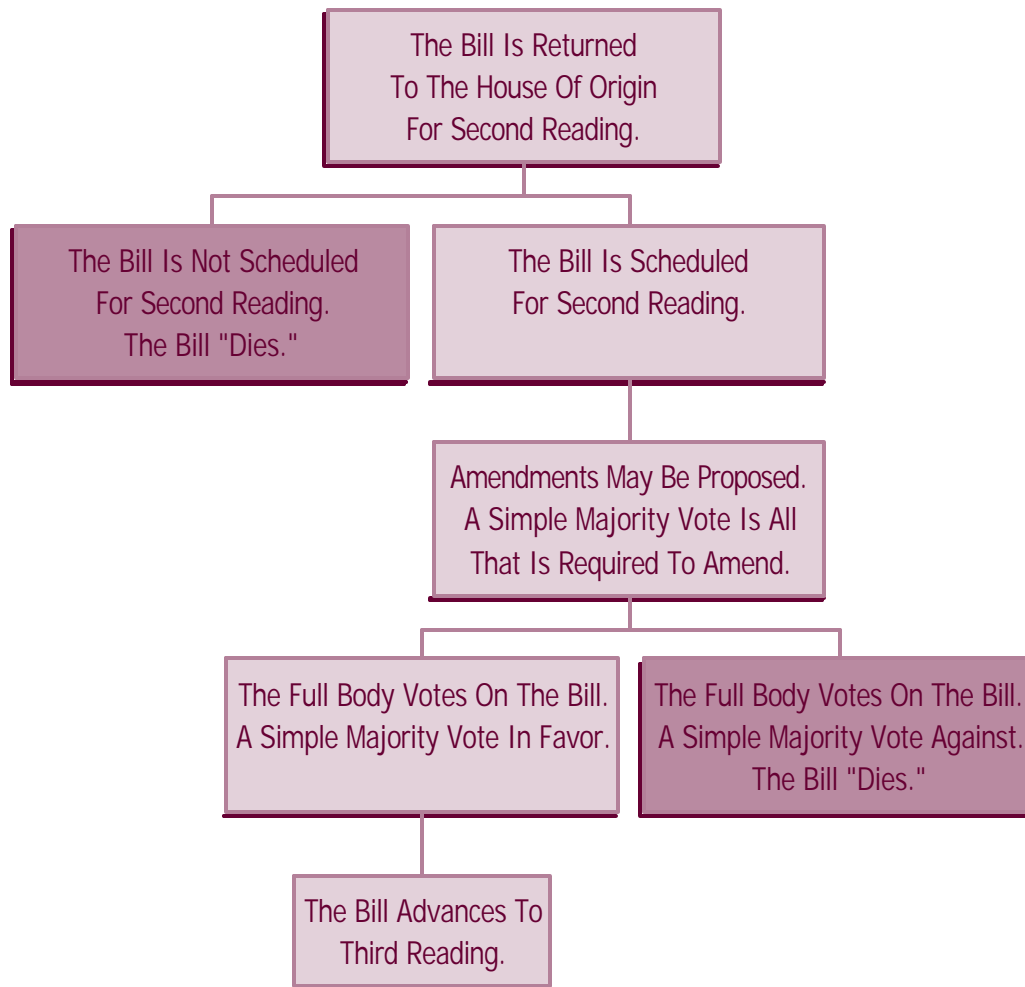 The Bill Is Returned
To The House Of Origin
For Second Reading.
The Bill Is Not Scheduled
For Second Reading.
The Bill "Dies."
The Bill Is Scheduled
For Second Reading.
Amendments May Be Proposed.
A Simple Majority Vote Is All
That Is Required To Amend.
The Full Body Votes On The Bill.
A Simple Majority Vote In Favor.
The Full Body Votes On The Bill.
A Simple Majority Vote Against.
The Bill "Dies."
The Bill Advances To
Third Reading.